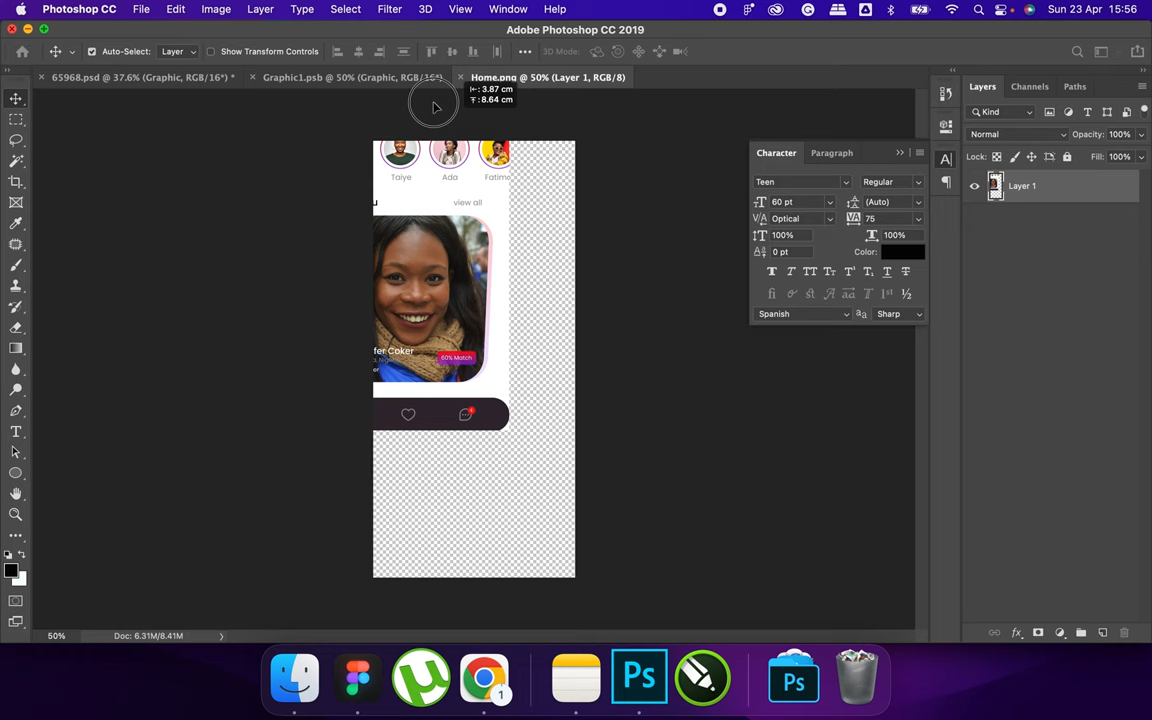 Photoshop CC File Edit Image Layer Type Select Filter 3D View Window Help Sun 23 Apr 15:56
Adobe Photoshop CC 2019
Auto-Select: Layer Show Transform Controls 3D Mode:
65968.psd @ 37.6% (Graphic, RGB/16*) * Graphic1.psb @ 50% (Graphic, RGB/16*) Home.png @ 50% (Layer 1, RGB/8)
3.87 cm
8.64 cm
Layers Channels Paths
Kind
Normal Opacity: 100%
Lock: Fill: 100%
Layer 1
Character Paragraph
Teen Regular
60 pt (Auto)
Optical 75
100% 100%
0 pt Color:
Spanish Sharp
Taiye Ada
view all
fer Coker
60% Match
50% Doc: 6.31M/8.41M
1